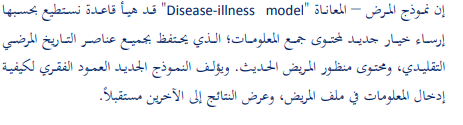 إن نموذج المرض – المعاناة "Disease-illness model" قد هيأ قاعدة نستطيع بحسبها
إرساء خيار حديد لمحتوى جمع المعلومات؛ الذي يحتفظ بجميع عناصر التاريخ المرضي
التقليدي، ومحتوى منظور المريض الحديث. ويؤلف النموذج الجديد العمود الفقري لكيفية
إدخال المعلومات في ملف المريض، وعرض النتائج إلى الآخرين مستقبلاً.